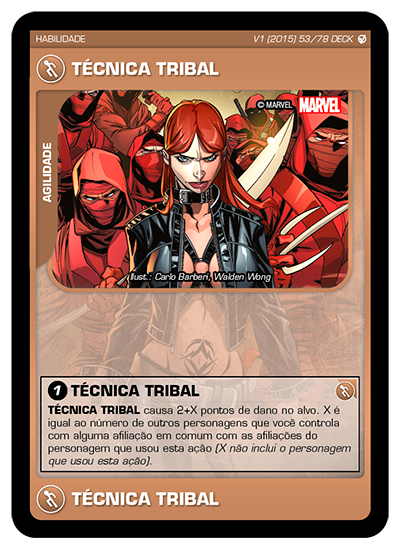 HABILIDADE
V1 (2015) 53/78 DECK
TÉCNICA TRIBAL
© MARVEL MARVEL
AGILIDADE
Illust.: Carlo Barberi, Walden Wong
1 TÉCNICA TRIBAL
TÉCNICA TRIBAL causa 2+X pontos de dano no alvo. X é
igual ao número de outros personagens que você controla
com alguma afiliação em comum com as afiliações do
personagem que usou esta ação (X não inclui o personagem
que usou esta ação).
TÉCNICA TRIBAL